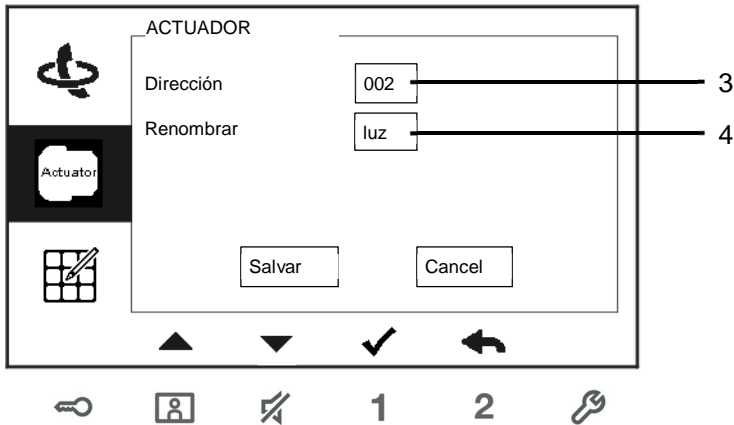 ACTUADOR
Dirección 002 3
Renombrar luz 4
Actuator
Salvar Cancel
1 2